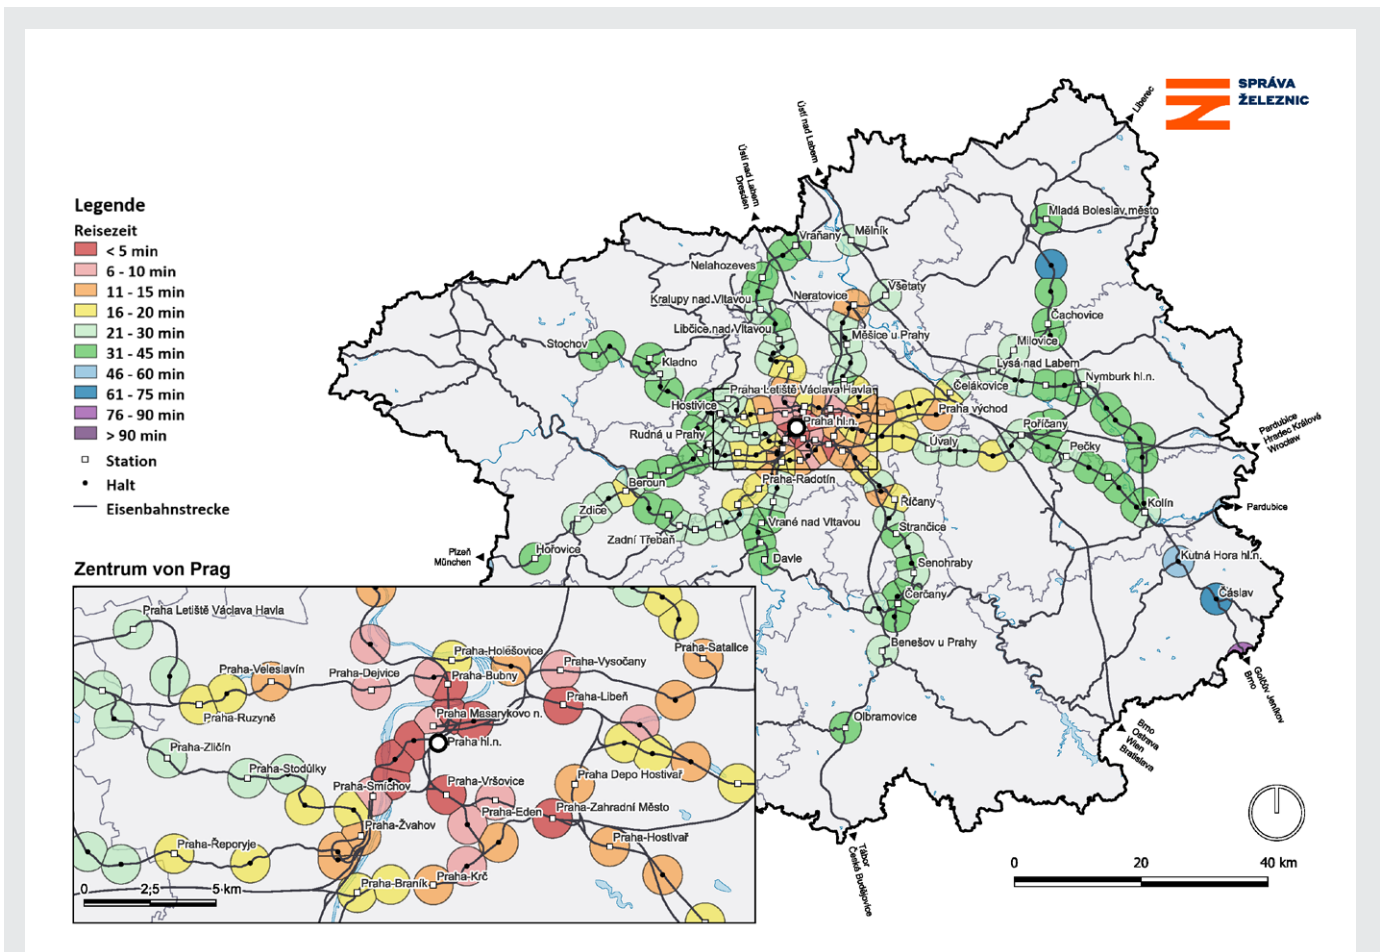 SPRÁVA
ŽELEZNIC
Liberec
Ústí nad Labem
Ústí nad Labem
Dresden
Legende
Reisezeit
< 5 min
6 - 10 min
11 - 15 min
16 - 20 min
21 - 30 min
31 - 45 min
46 - 60 min
61 - 75 min
76 - 90 min
> 90 min
Station
Halt
Eisenbahnstrecke
Mladá Boleslav město
Vraňany
Mělník
Nelahozeves
Všetaty
Kralupy nad Vltavou
Neratovice
Čachovice
Libčice nad Vltavou
Měšice u Prahy
Milovice
Stochov
Kladno
Lysá nad Labem
Nymburk hl.n.
Praha Letiště Václava Havla
Čelákovice
Hostivice
Praha východ
Praha hl.n.
Poříčany
Rudná u Prahy
Úvaly
Pečky
Pardubice
Hradec Králové
Wrocław
Praha-Radotín
Beroun
Říčany
Kolín
Pardubice
Zdice
Vrané nad Vltavou
Strančice
Zadní Třebaň
Hořovice
Plzeň
München
Davle
Senohraby
Kutná Hora hl.n.
Čerčany
Čáslav
Benešov u Prahy
Golčův Jeníkov
Brno
Olbramovice
Brno
Ostrava
Wien
Bratislava
Tábor
České Budějovice
Zentrum von Prag
Praha Letiště Václava Havla
Praha-Holešovice
Praha-Satalice
Praha-Veleslavín
Praha-Dejvice
Praha-Vysočany
Praha-Bubny
Praha-Libeň
Praha-Ruzyně
Praha Masarykovo n.
Praha hl.n.
Praha-Zličín
Praha-Stodůlky
Praha Depo Hostivař
Praha-Smíchov
Praha-Vršovice
Praha-Eden
Praha-Zahradní Město
Praha-Žvahov
Praha-Hostivař
Praha-Řeporyje
Praha-Krč
Praha-Braník
0 2,5 5 km
0 20 40 km